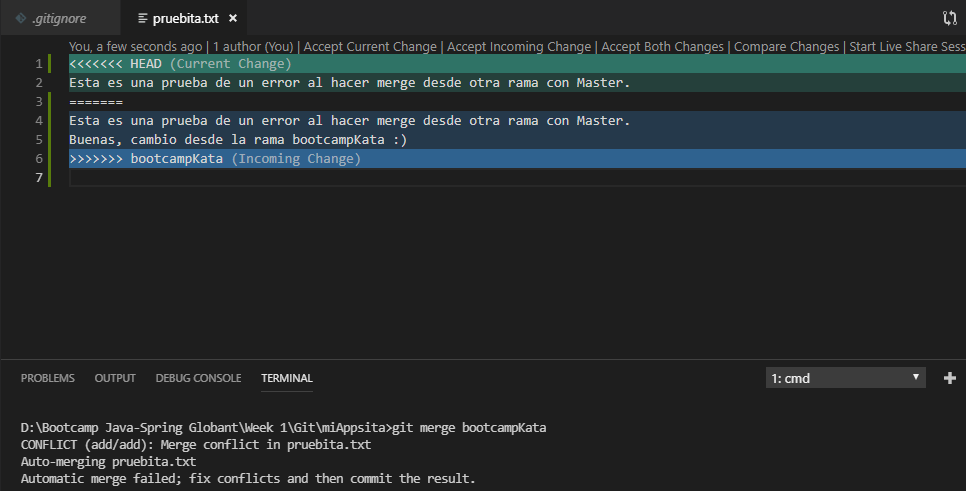 .gitignore pruebita.txt ×
You, a few seconds ago | 1 author (You) | Accept Current Change | Accept Incoming Change | Accept Both Changes | Compare Changes | Start Live Share Sess
1 <<<<<<< HEAD (Current Change)
2 Esta es una prueba de un error al hacer merge desde otra rama con Master.
3 =======
4 Esta es una prueba de un error al hacer merge desde otra rama con Master.
5 Buenas, cambio desde la rama bootcampKata :)
6 >>>>>>> bootcampKata (Incoming Change)
7
PROBLEMS OUTPUT DEBUG CONSOLE TERMINAL 1: cmd
D:\Bootcamp Java-Spring Globant\Week 1\Git\miAppsita>git merge bootcampKata
CONFLICT (add/add): Merge conflict in pruebita.txt
Auto-merging pruebita.txt
Automatic merge failed; fix conflicts and then commit the result.